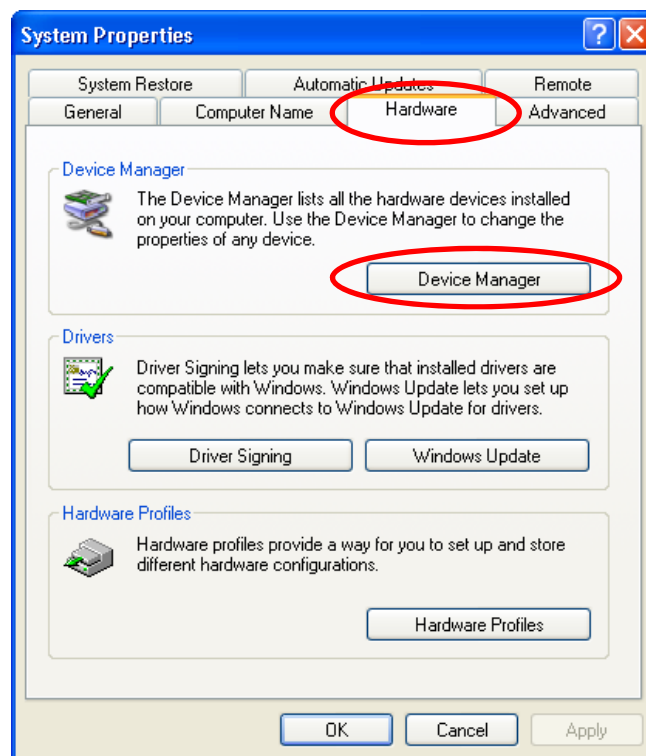 System Properties
System Restore Automatic Updates Remote
General Computer Name Hardware Advanced
Device Manager
The Device Manager lists all the hardware devices installed
on your computer. Use the Device Manager to change the
properties of any device.
Device Manager
Drivers
Driver Signing lets you make sure that installed drivers are
compatible with Windows. Windows Update lets you set up
how Windows connects to Windows Update for drivers.
Driver Signing Windows Update
Hardware Profiles
Hardware profiles provide a way for you to set up and store
different hardware configurations.
Hardware Profiles
OK Cancel Apply